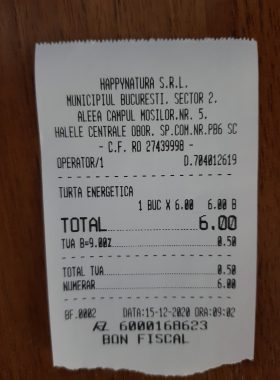 HAPPYNATURA S.R.L.
MUNICIPIUL BUCURESTI, SECTOR 2.
ALEEA CAMPUL MOSILOR.NR. 5.
HALELE CENTRALE OBOR. SP.COM.NR.PB6 SC
- C.F. RO 27439998 -
OPERATOR/1 D.704012619
TURTA ENERGETICA
1 BUC X 6.00 6.00 B
TOTAL 6.00
TVA B=9.00% 0.50
TOTAL TVA 0.50
NUMERAR 6.00
BF.0002 DATA:15-12-2020 ORA:09:02
AZ 6000168623
BON FISCAL